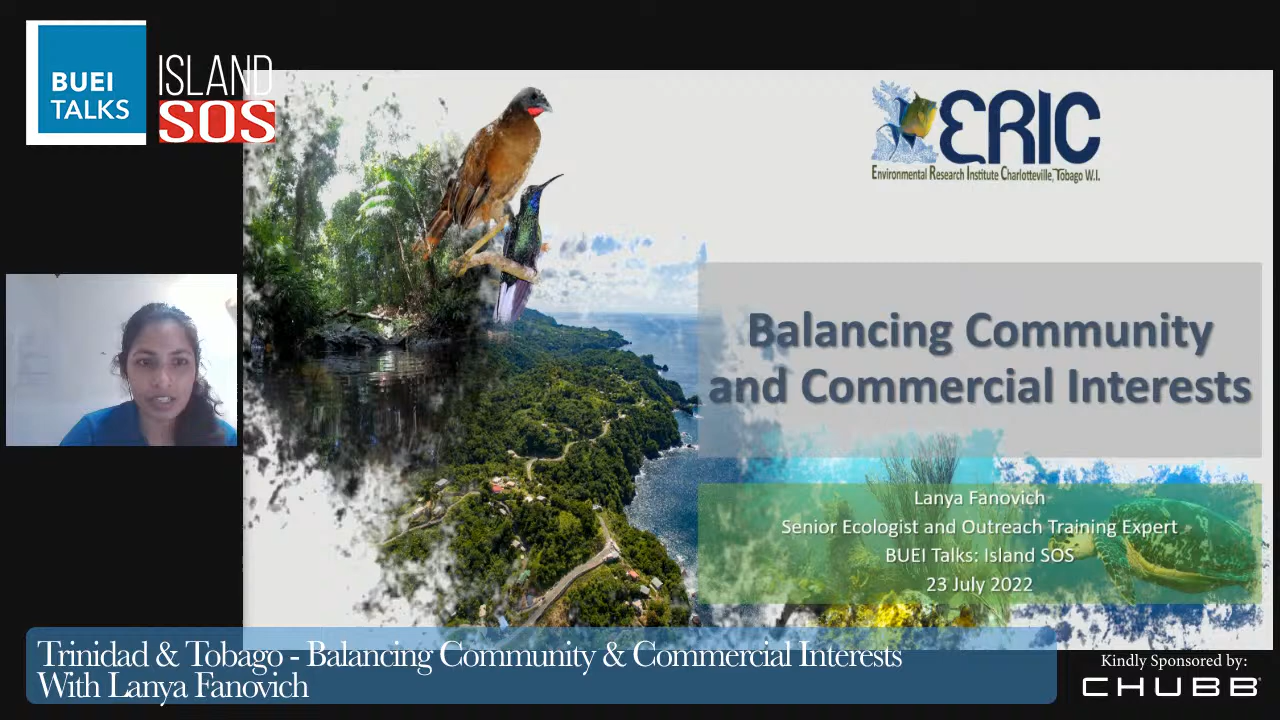 BUEI
TALKS
ISLAND
SOS
ERIC
Environmental Research Institute Charlotteville, Tobago W.I.
Balancing Community
and Commercial Interests
Lanya Fanovich
Senior Ecologist and Outreach Training Expert
BUEI Talks: Island SOS
23 July 2022
Trinidad & Tobago - Balancing Community & Commercial Interests
With Lanya Fanovich
Kindly Sponsored by:
CHUBB